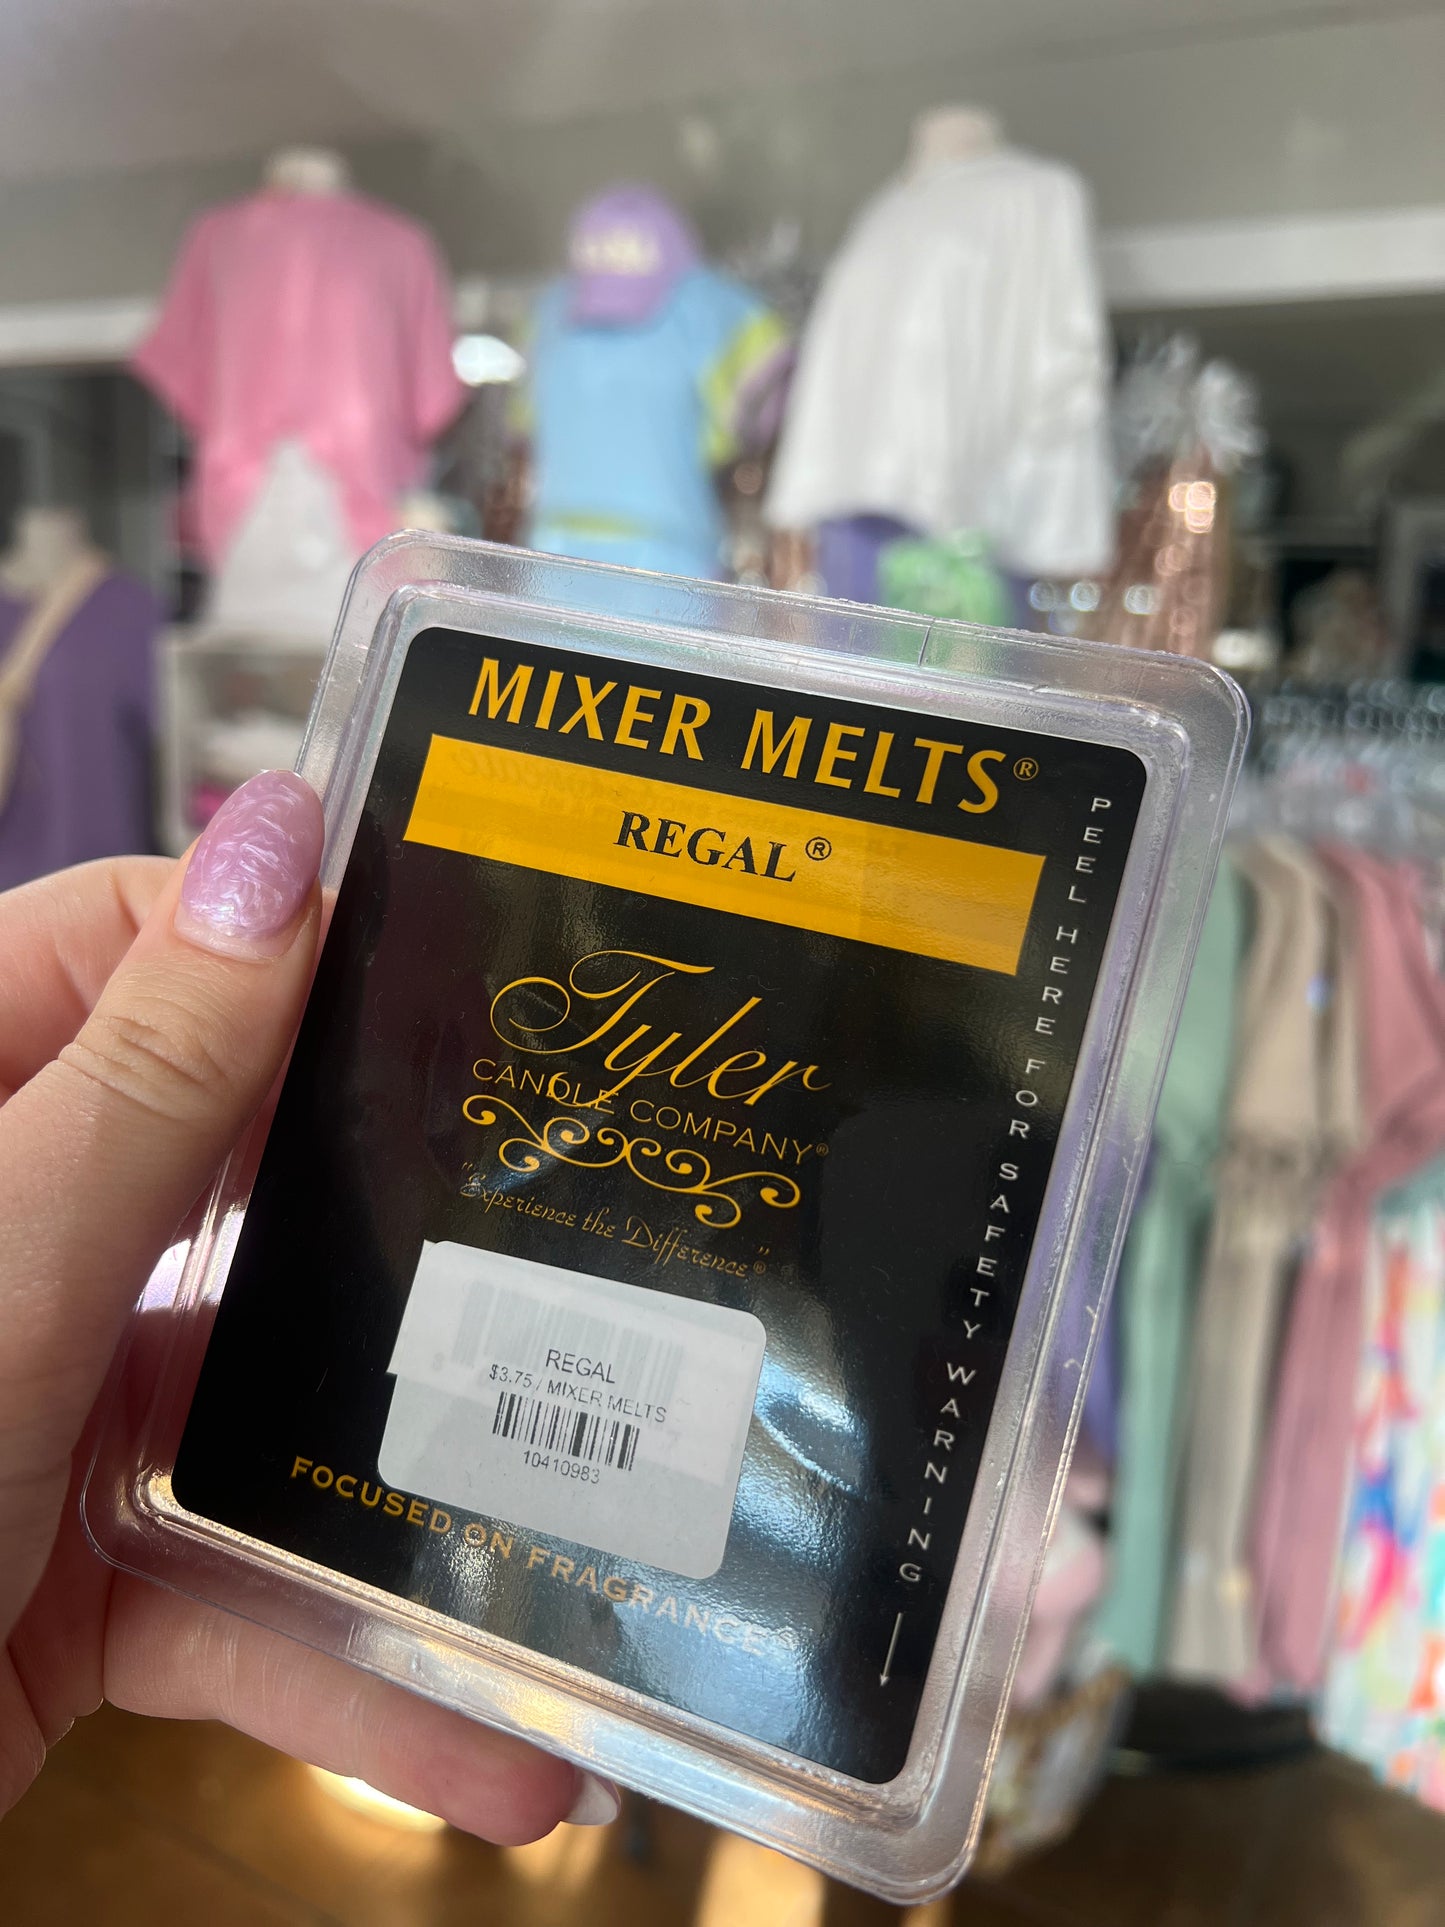 MIXER MELTS®
REGAL®
Tyler
CANDLE COMPANY®
"Experience the Difference"®
REGAL
$3.75 / MIXER MELTS
10410983
FOCUSED ON FRAGRANCE
PEEL HERE FOR SAFETY WARNING